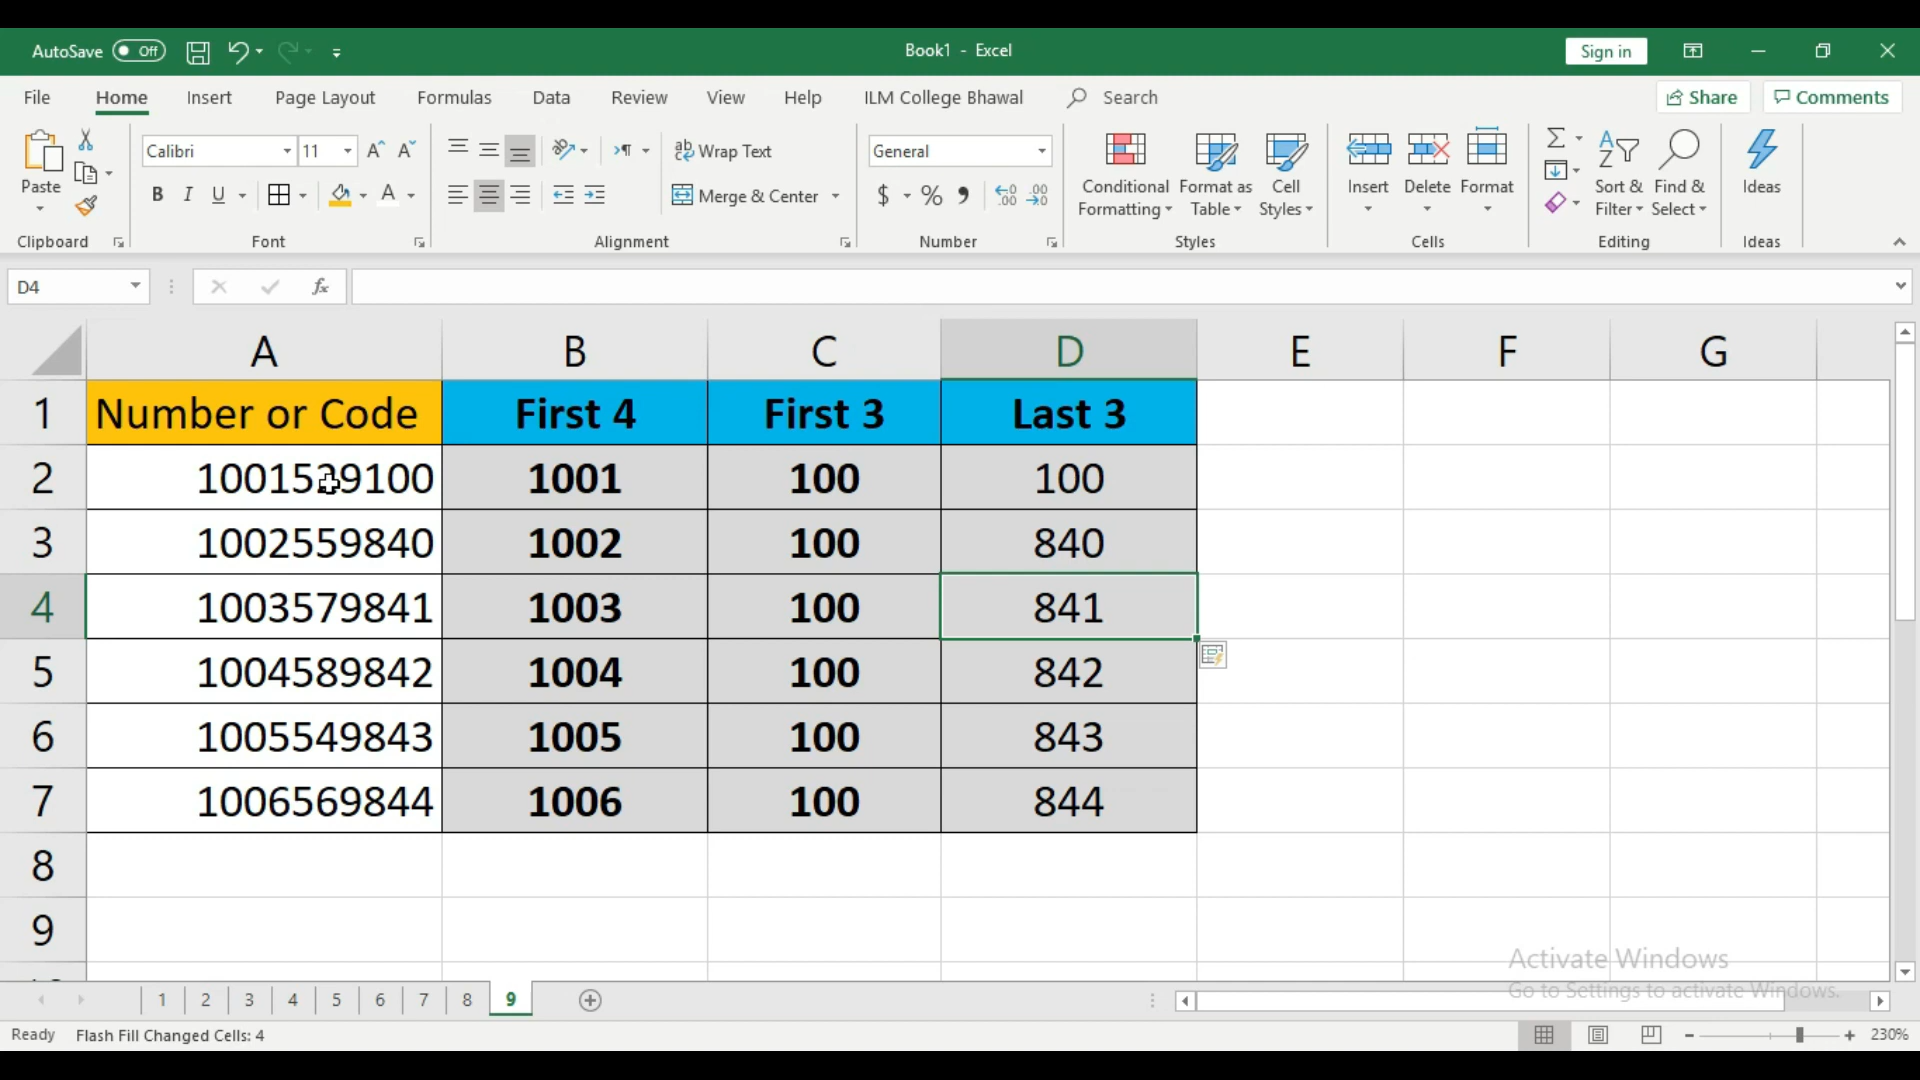 AutoSave Off Book1 - Excel Sign in
File Home Insert Page Layout Formulas Data Review View Help ILM College Bhawal Search Share Comments
Paste Calibri 11 Wrap Text General Conditional Formatting Format as Table Cell Styles Insert Delete Format Sort & Filter Find & Select Ideas
B I U A Merge & Center $ %
Clipboard Font Alignment Number Styles Cells Editing Ideas
D4 fx
A B C D E F G
1 Number or Code First 4 First 3 Last 3
2 1001 100 100
3 1002559840 1002 100 840
4 1003579841 1003 100 841
5 1004589842 1004 100 842
6 1005549843 1005 100 843
7 1006569844 1006 100 844
8
9
Activate Windows
Go to Settings to activate Windows.
1 2 3 4 5 6 7 8 9
Ready Flash Fill Changed Cells: 4 230%